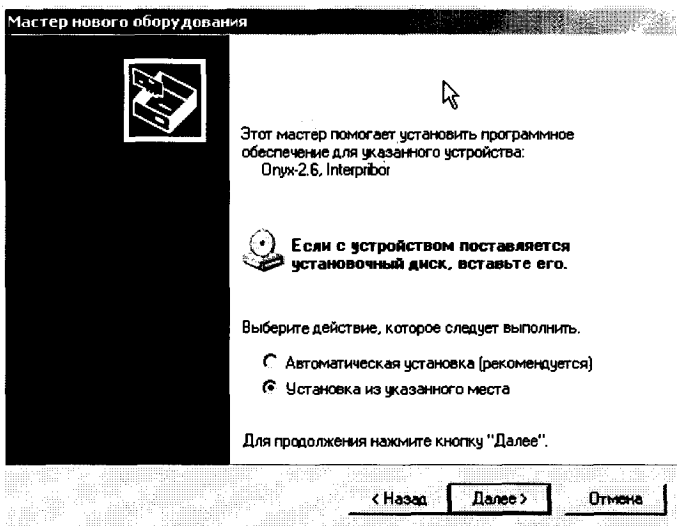 Мастер нового оборудования
Этот мастер помогает установить программное
обеспечение для указанного устройства:
Onyx-2.6, Interpribor
Если с устройством поставляется
установочный диск, вставьте его.
Выберите действие, которое следует выполнить.
Автоматическая установка (рекомендуется)
Установка из указанного места
Для продолжения нажмите кнопку "Далее".
< Назад Далее > Отмена